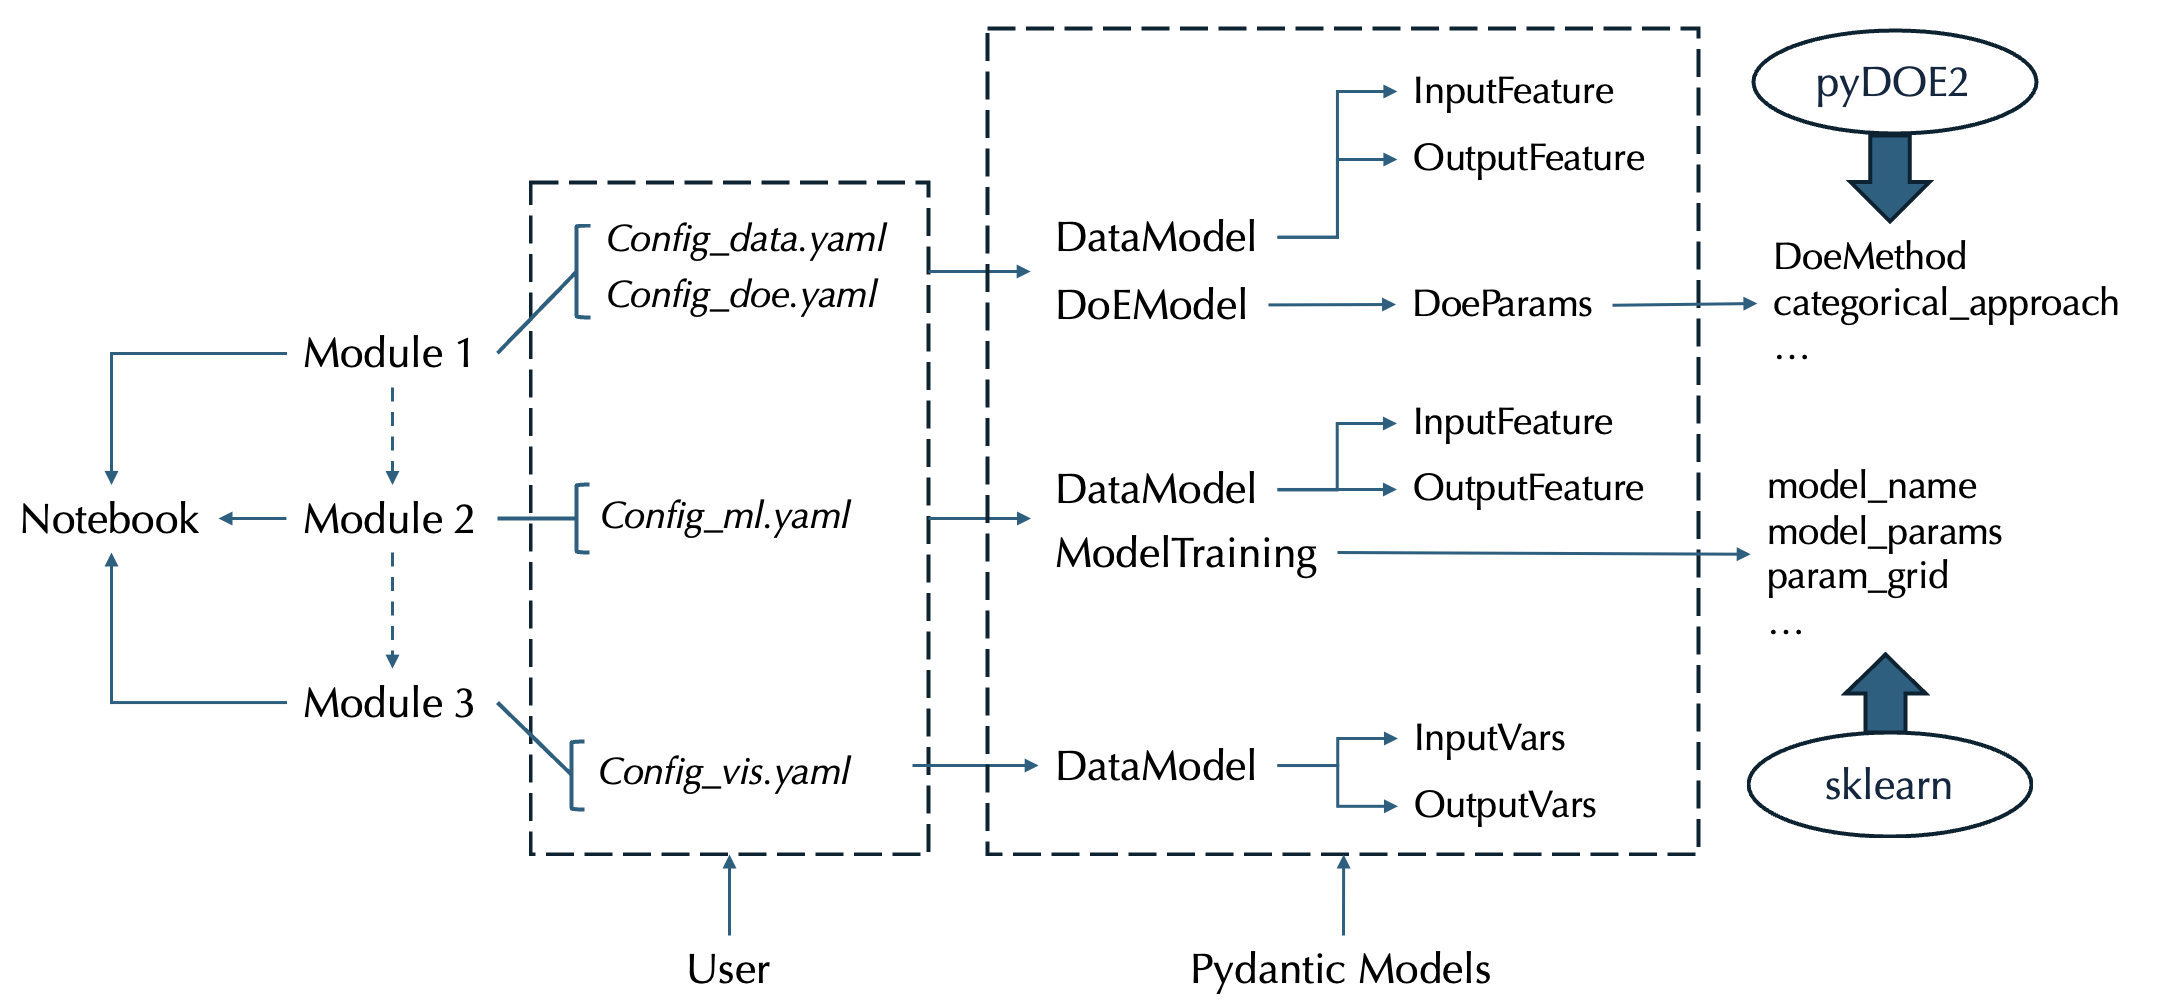 Notebook
Module 1
Module 2
Module 3
Config_data.yaml
Config_doe.yaml
Config_ml.yaml
Config_vis.yaml
User
DataModel
DoEModel
InputFeature
OutputFeature
DoeParams
DataModel
ModelTraining
InputFeature
OutputFeature
DataModel
InputVars
OutputVars
Pydantic Models
pyDOE2
DoeMethod
categorical_approach
...
model_name
model_params
param_grid
...
sklearn